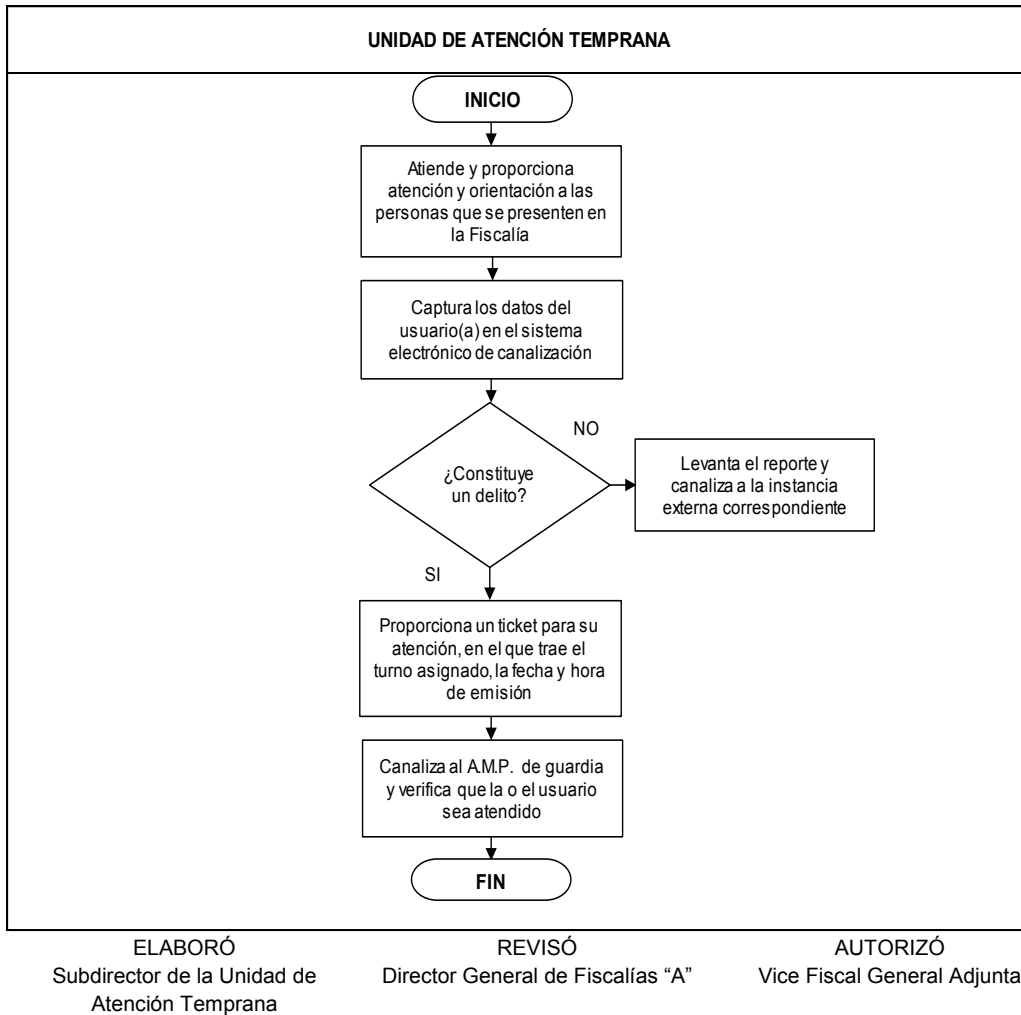 UNIDAD DE ATENCIÓN TEMPRANA
INICIO
Atiende y proporciona
atención y orientación a las
personas que se presenten en
la Fiscalía
Captura los datos del
usuario(a) en el sistema
electrónico de canalización
NO
¿Constituye
un delito?
Levanta el reporte y
canaliza a la instancia
externa correspondiente
SI
Proporciona un ticket para su
atención, en el que trae el
turno asignado, la fecha y hora
de emisión
Canaliza al A.M.P. de guardia
y verifica que la o el usuario
sea atendido
FIN
ELABORÓ
Subdirector de la Unidad de
Atención Temprana
REVISÓ
Director General de Fiscalías “A”
AUTORIZÓ
Vice Fiscal General Adjunta